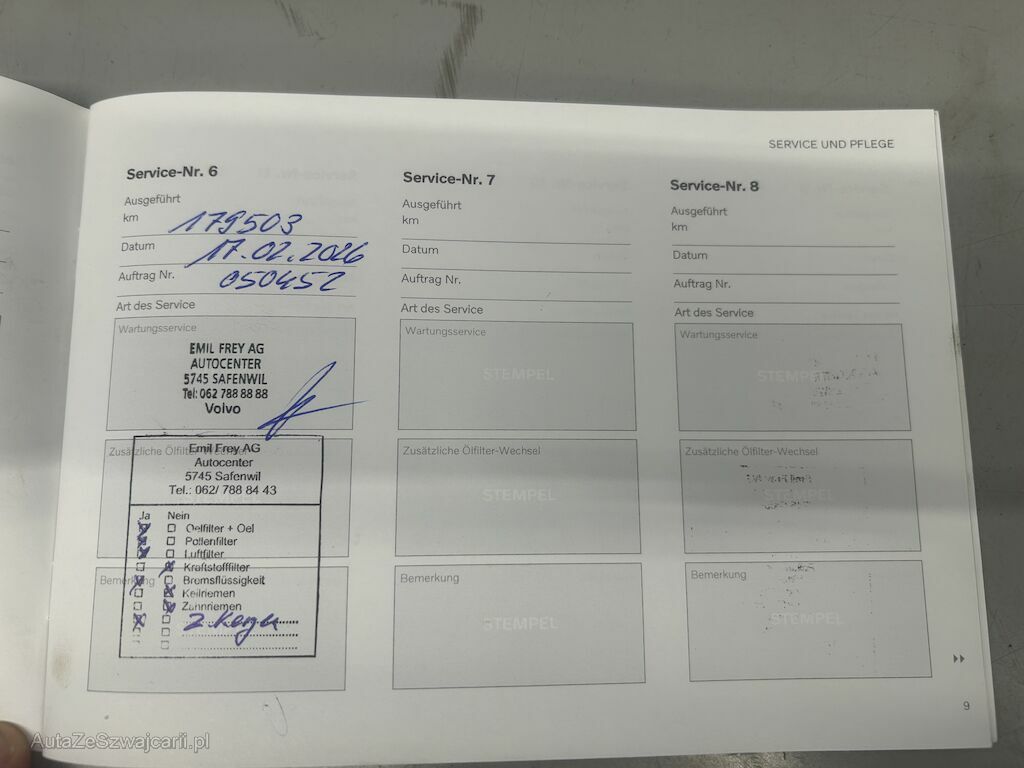 SERVICE UND PFLEGE
Service-Nr. 6
Ausgeführt
km 179503
Datum 17.02.2026
Auftrag Nr. 050452
Art des Service
Wartungsservice
EMIL FREY AG
AUTOCENTER
5745 SAFENWIL
Tel: 062 788 88 88
Volvo
Zusätzliche Ölfilter-Wechsel
Emil Frey AG
Autocenter
5745 Safenwil
Tel.: 062/ 788 84 43
Ja Nein
Oelfilter + Oel
Pollenfilter
Luftfilter
Kraftstofffilter
Bremsflüssigkeit
Keilriemen
Zahnriemen
Bemerkung
Service-Nr. 7
Ausgeführt
km
Datum
Auftrag Nr.
Art des Service
Wartungsservice
STEMPEL
Zusätzliche Ölfilter-Wechsel
STEMPEL
Bemerkung
STEMPEL
Service-Nr. 8
Ausgeführt
km
Datum
Auftrag Nr.
Art des Service
Wartungsservice
STEMPEL
Zusätzliche Ölfilter-Wechsel
STEMPEL
Bemerkung
STEMPEL
9
AutaZeSzwajcarii.pl